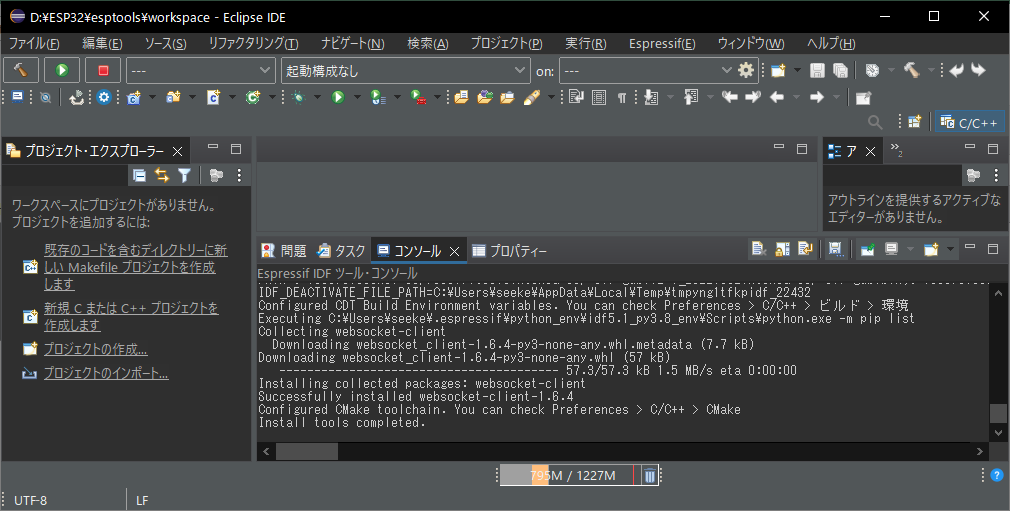 D:¥ESP32¥esptools¥workspace - Eclipse IDE
ファイル(F) 編集(E) ソース(S) リファクタリング(T) ナビゲート(N) 検索(A) プロジェクト(P) 実行(R) Espressif(E) ウィンドウ(W) ヘルプ(H)
--- 起動構成なし on: ---
C/C++
プロジェクト・エクスプローラー
ア
2
ワークスペースにプロジェクトがありません。
プロジェクトを追加するには:
既存のコードを含むディレクトリーに新
しい Makefile プロジェクトを作成
します
新規 C または C++ プロジェクトを
作成します
プロジェクトの作成...
プロジェクトのインポート...
アウトラインを提供するアクティブな
エディターがありません。
問題 タスク コンソール プロパティー
Espressif IDF ツール・コンソール
IDF_DEACTIVATE_FILE_PATH=C:¥Users¥seeke¥AppData¥Local¥Temp¥tmpyng1tfkpidf_22432
Configured CDT Build Environment variables. You can check Preferences > C/C++ > ビルド > 環境
Executing C:¥Users¥seeke¥.espressif¥python_env¥idf5.1_py3.8_env¥Scripts¥python.exe -m pip list
Collecting websocket-client
Downloading websocket_client-1.6.4-py3-none-any.whl.metadata (7.7 kB)
Downloading websocket_client-1.6.4-py3-none-any.whl (57 kB)
---------------------------------------- 57.3/57.3 kB 1.5 MB/s eta 0:00:00
Installing collected packages: websocket-client
Successfully installed websocket-client-1.6.4
Configured CMake toolchain. You can check Preferences > C/C++ > CMake
Install tools completed.
795M / 1227M
UTF-8 LF